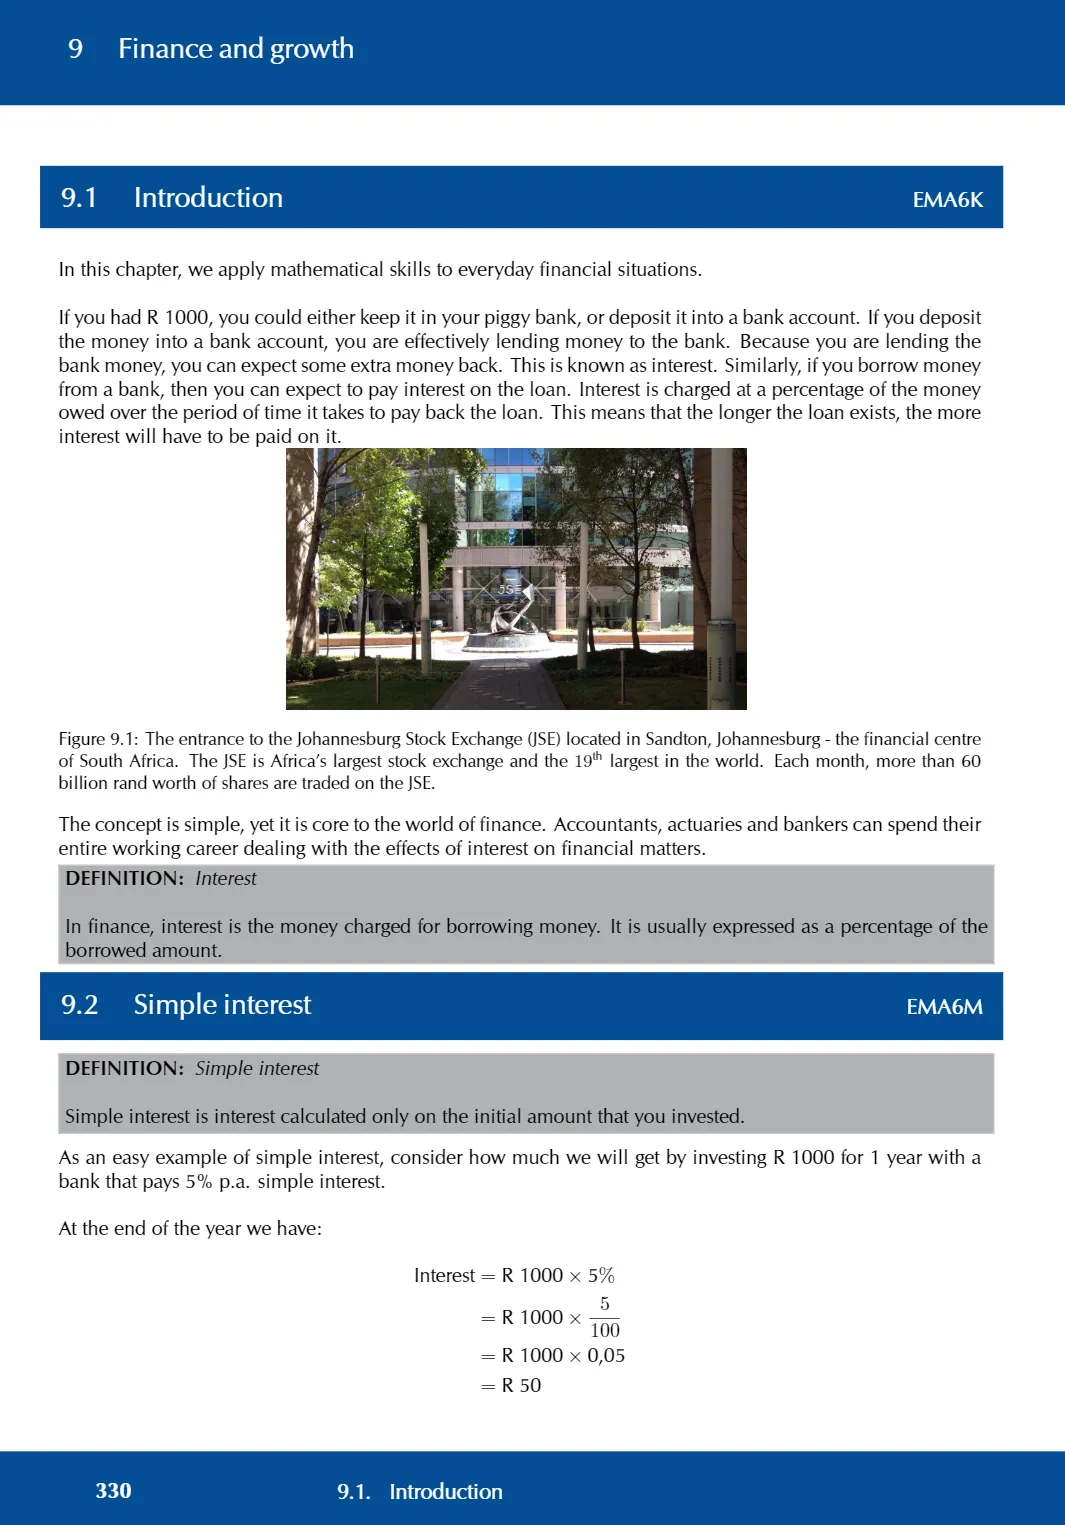 9 Finance and growth
9.1 Introduction EMA6K
In this chapter, we apply mathematical skills to everyday financial situations.
If you had R 1000, you could either keep it in your piggy bank, or deposit it into a bank account. If you deposit
the money into a bank account, you are effectively lending money to the bank. Because you are lending the
bank money, you can expect some extra money back. This is known as interest. Similarly, if you borrow money
from a bank, then you can expect to pay interest on the loan. Interest is charged at a percentage of the money
owed over the period of time it takes to pay back the loan. This means that the longer the loan exists, the more
interest will have to be paid on it.
JSE
Figure 9.1: The entrance to the Johannesburg Stock Exchange (JSE) located in Sandton, Johannesburg - the financial centre
of South Africa. The JSE is Africa's largest stock exchange and the 19th largest in the world. Each month, more than 60
billion rand worth of shares are traded on the JSE.
The concept is simple, yet it is core to the world of finance. Accountants, actuaries and bankers can spend their
entire working career dealing with the effects of interest on financial matters.
DEFINITION: Interest
In finance, interest is the money charged for borrowing money. It is usually expressed as a percentage of the
borrowed amount.
9.2 Simple interest EMA6M
DEFINITION: Simple interest
Simple interest is interest calculated only on the initial amount that you invested.
As an easy example of simple interest, consider how much we will get by investing R 1000 for 1 year with a
bank that pays 5% p.a. simple interest.
At the end of the year we have:
Interest = R 1000 × 5%
= R 1000 × 5/100
= R 1000 × 0,05
= R 50
330 9.1. Introduction